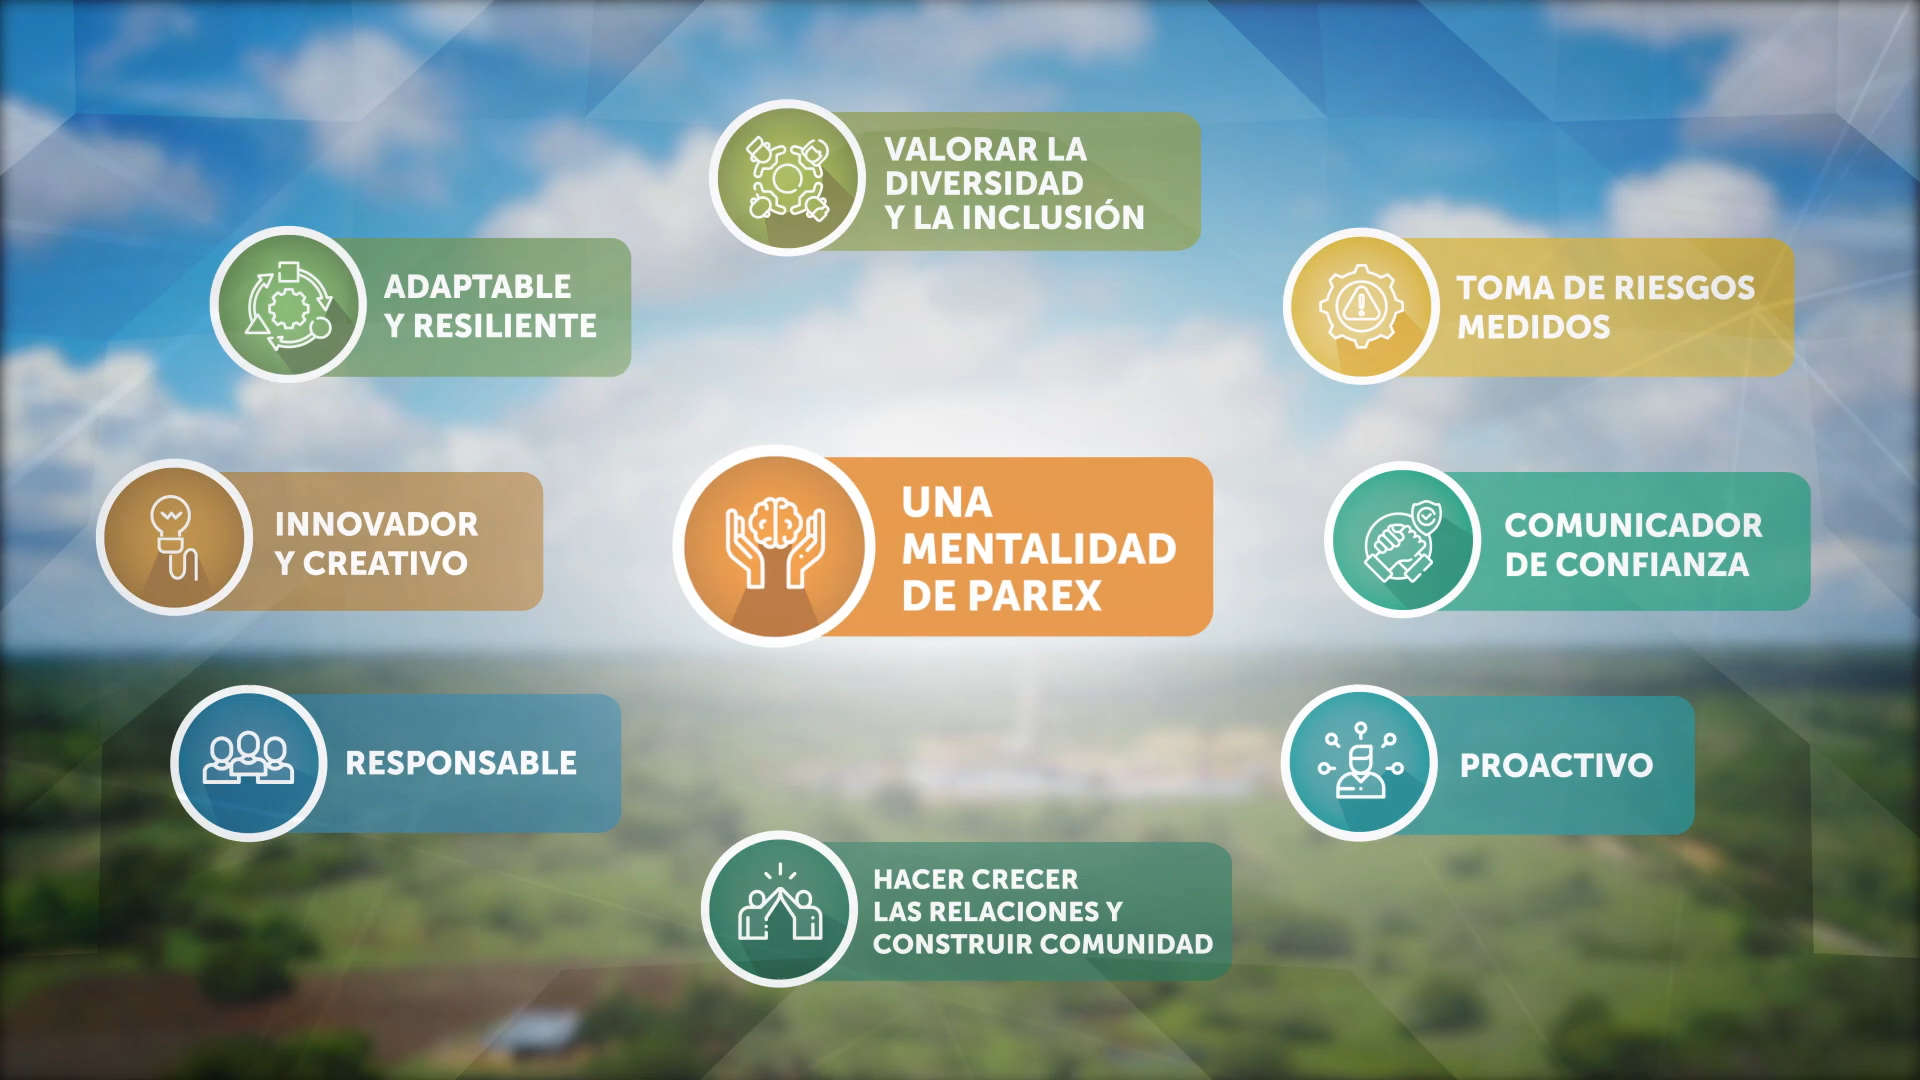 VALORAR LA
DIVERSIDAD
Y LA INCLUSIÓN
ADAPTABLE
Y RESILIENTE
TOMA DE RIESGOS
MEDIDOS
INNOVADOR
Y CREATIVO
UNA
MENTALIDAD
DE PAREX
COMUNICADOR
DE CONFIANZA
RESPONSABLE
PROACTIVO
HACER CRECER
LAS RELACIONES Y
CONSTRUIR COMUNIDAD